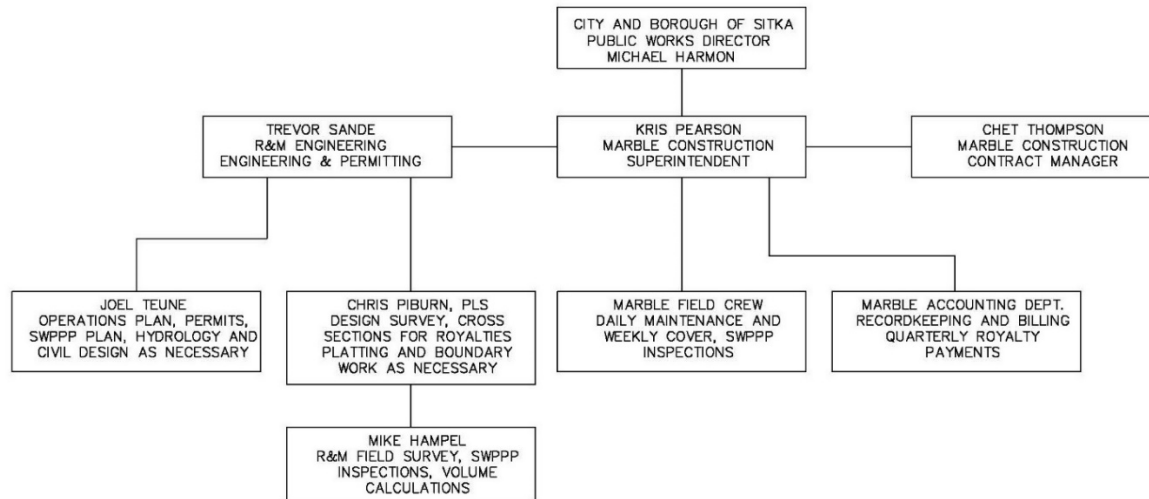 CITY AND BOROUGH OF SITKA
PUBLIC WORKS DIRECTOR
MICHAEL HARMON
TREVOR SANDE
R&M ENGINEERING
ENGINEERING & PERMITTING
KRIS PEARSON
MARBLE CONSTRUCTION
SUPERINTENDENT
CHET THOMPSON
MARBLE CONSTRUCTION
CONTRACT MANAGER
JOEL TEUNE
OPERATIONS PLAN, PERMITS,
SWPPP PLAN, HYDROLOGY AND
CIVIL DESIGN AS NECESSARY
CHRIS PIBURN, PLS
DESIGN SURVEY, CROSS
SECTIONS FOR ROYALTIES
PLATTING AND BOUNDARY
WORK AS NECESSARY
MARBLE FIELD CREW
DAILY MAINTENANCE AND
WEEKLY COVER, SWPPP
INSPECTIONS
MARBLE ACCOUNTING DEPT.
RECORDKEEPING AND BILLING
QUARTERLY ROYALTY
PAYMENTS
MIKE HAMPEL
R&M FIELD SURVEY, SWPPP
INSPECTIONS, VOLUME
CALCULATIONS